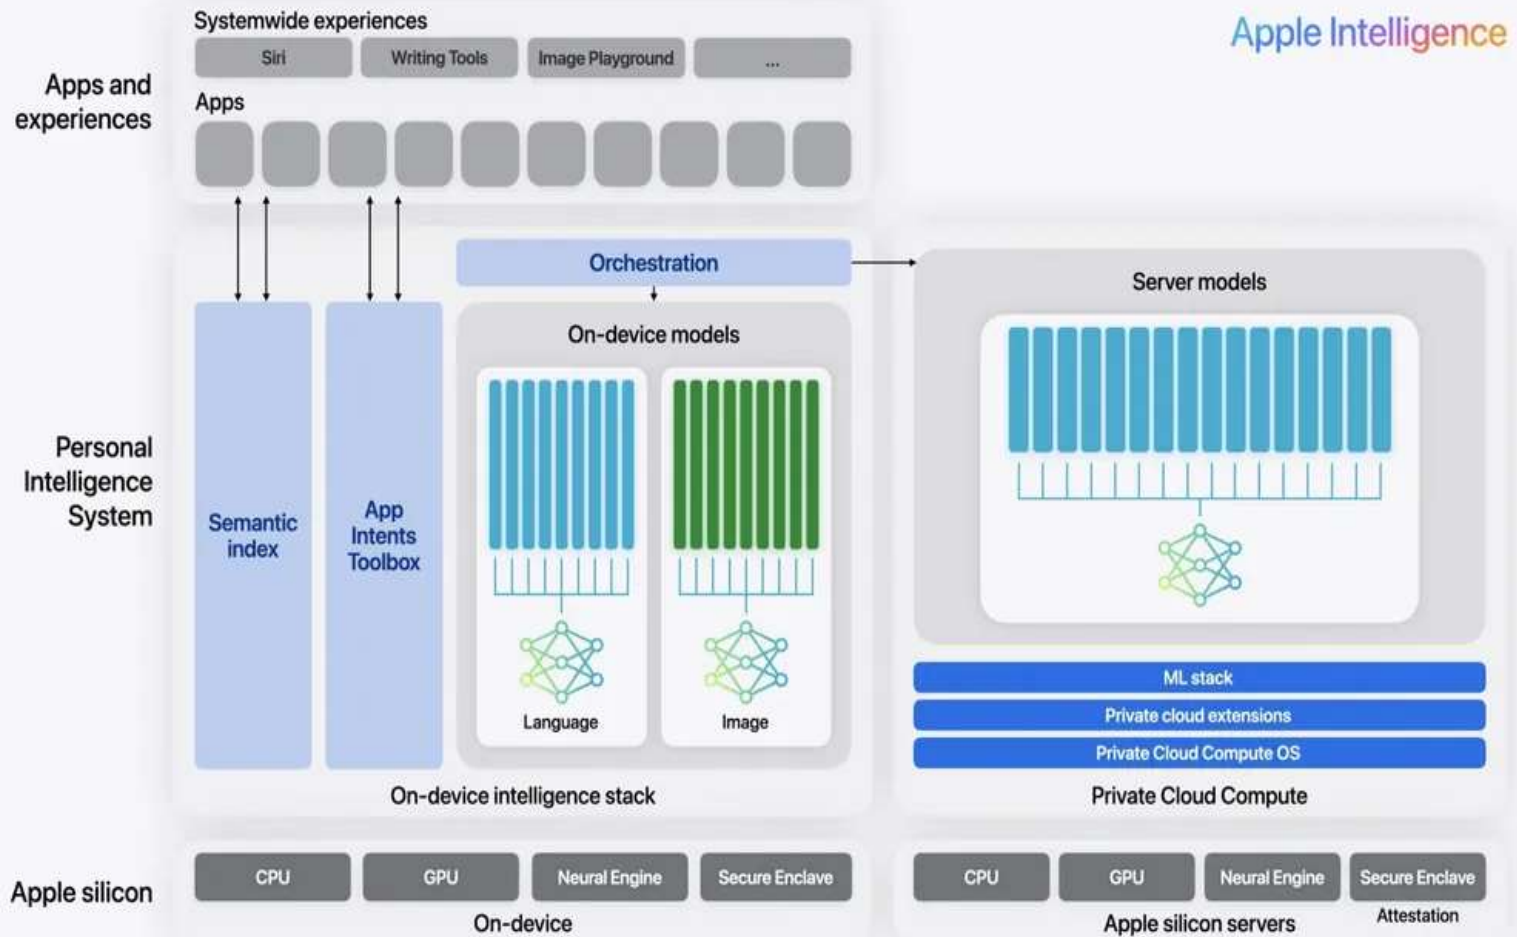 Systemwide experiences
Apple Intelligence
Siri
Writing Tools
Image Playground
...
Apps and
experiences
Apps
Orchestration
Server models
On-device models
Personal
Intelligence
System
Semantic
index
App
Intents
Toolbox
Language
Image
ML stack
Private cloud extensions
Private Cloud Compute OS
On-device intelligence stack
Private Cloud Compute
Apple silicon
CPU
GPU
Neural Engine
Secure Enclave
On-device
CPU
GPU
Neural Engine
Secure Enclave
Apple silicon servers
Attestation